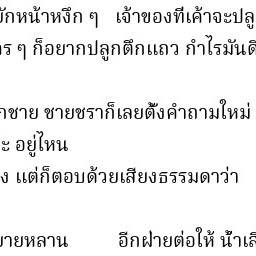 ยักหน้าหงึก ๆ เจ้าของที่เค้าจะปลู
ร ๆ ก็อยากปลูกตึกแถว กำไรมันดี
กชาย ชายชราก็เลยตั้งคำถามใหม่
ะ อยู่ไหน
ง แต่ก็ตอบด้วยเสียงธรรมดาว่า
ยายหลาน อีกฝ่ายต่อให้ น้ำเสี